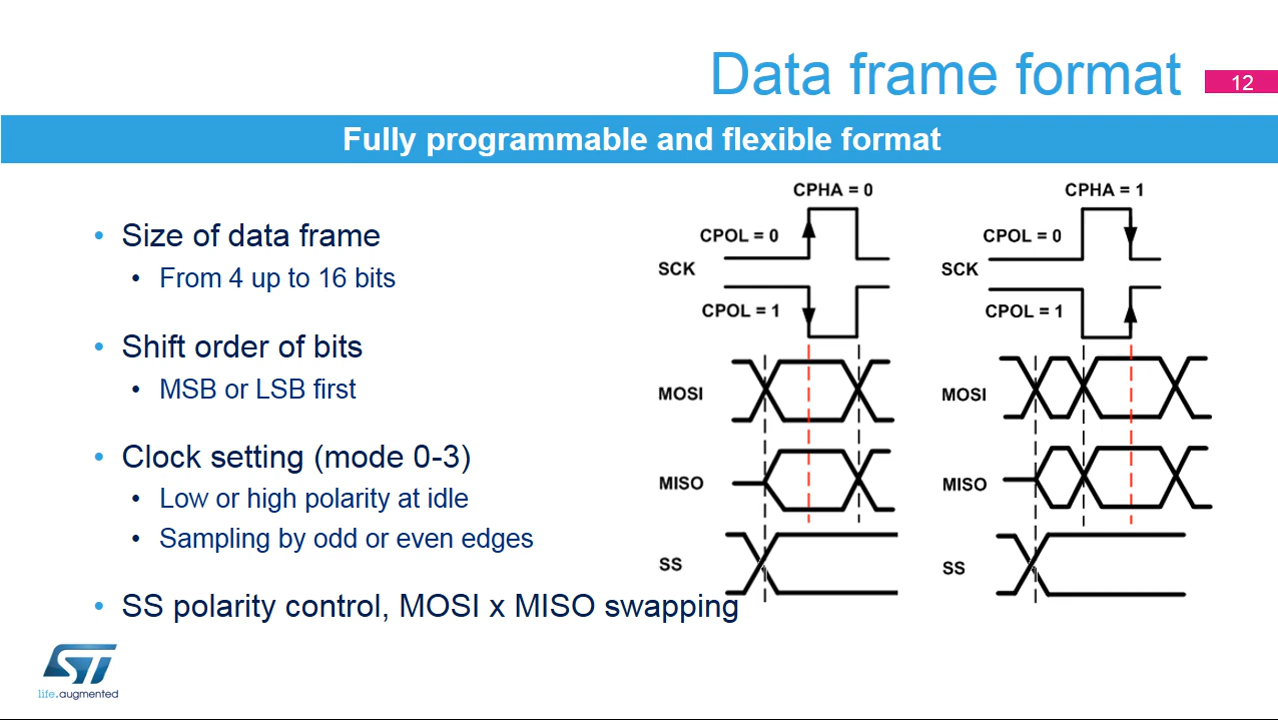 Data frame format
12
Fully programmable and flexible format
• Size of data frame
• From 4 up to 16 bits
• Shift order of bits
• MSB or LSB first
• Clock setting (mode 0-3)
• Low or high polarity at idle
• Sampling by odd or even edges
• SS polarity control, MOSI x MISO swapping
CPHA = 0
CPOL = 0
SCK
CPOL = 1
MOSI
MISO
SS
CPHA = 1
CPOL = 0
SCK
CPOL = 1
MOSI
MISO
SS
ST
life.augmented